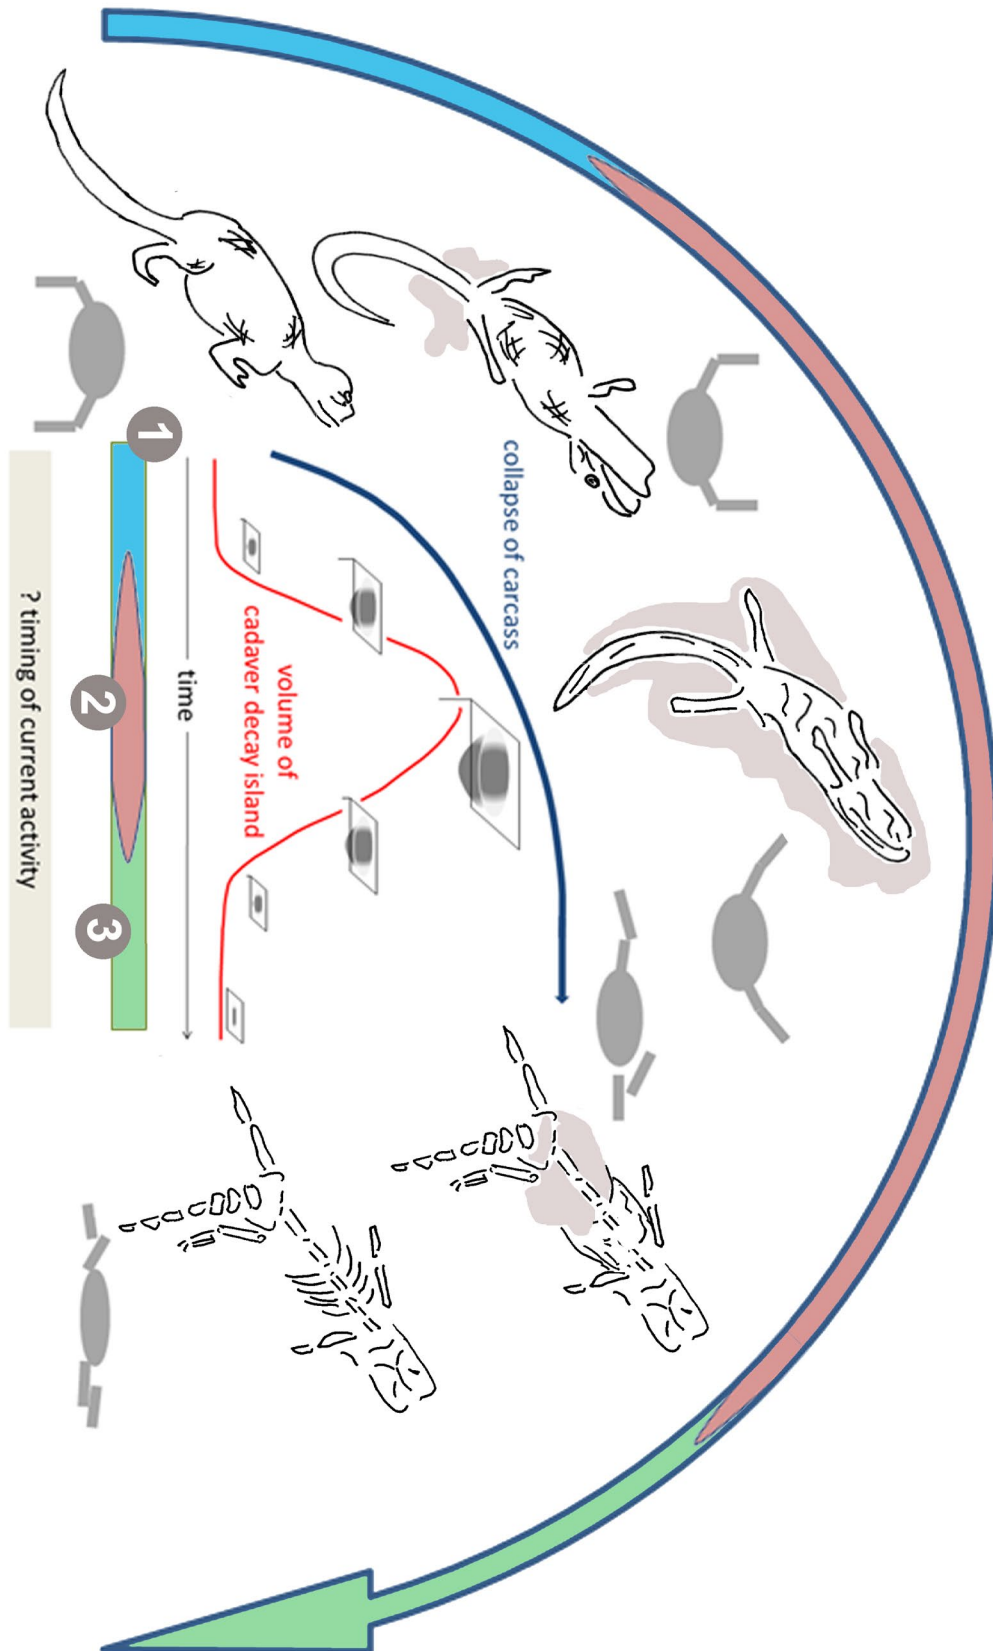 collapse of carcass
volume of
cadaver decay island
time
1
2
3
? timing of current activity